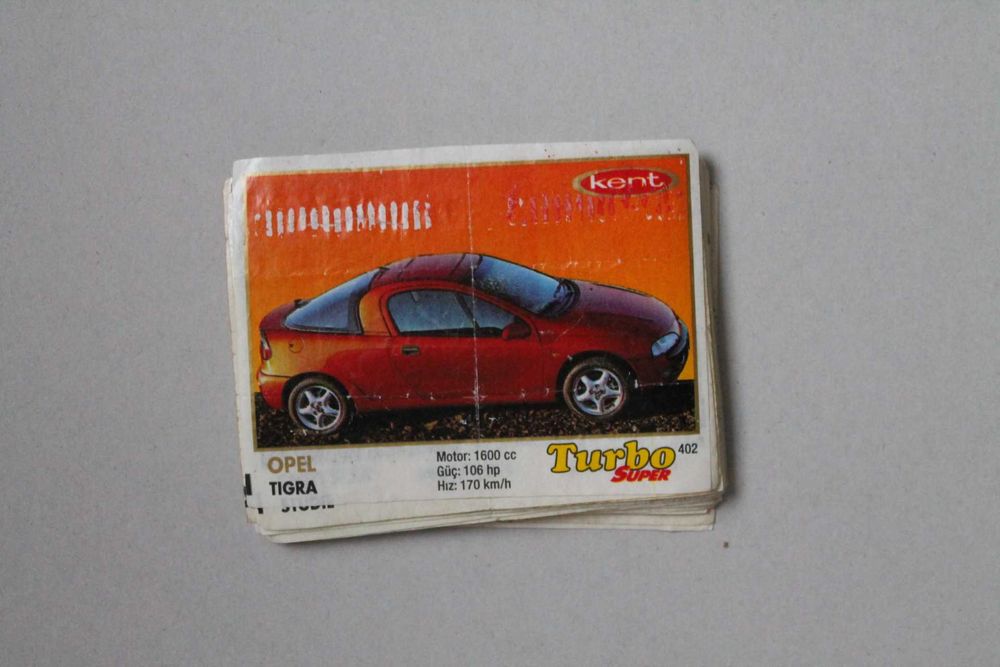 kent
OPEL
TIGRA
Motor: 1600 cc
Güç: 106 hp
Hız: 170 km/h
Turbo 402
SUPER